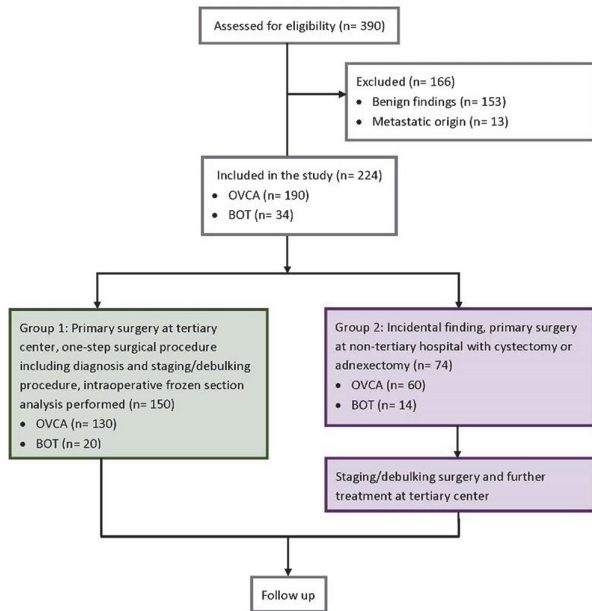 Assessed for eligibility (n= 390)
Excluded (n= 166)
• Benign findings (n= 153)
• Metastatic origin (n= 13)
Included in the study (n= 224)
• OVCA (n= 190)
• BOT (n= 34)
Group 1: Primary surgery at tertiary
center, one-step surgical procedure
including diagnosis and staging/debulking
procedure, intraoperative frozen section
analysis performed (n= 150)
• OVCA (n= 130)
• BOT (n= 20)
Group 2: Incidental finding, primary surgery
at non-tertiary hospital with cystectomy or
adnexectomy (n= 74)
• OVCA (n= 60)
• BOT (n= 14)
Staging/debulking surgery and further
treatment at tertiary center
Follow up